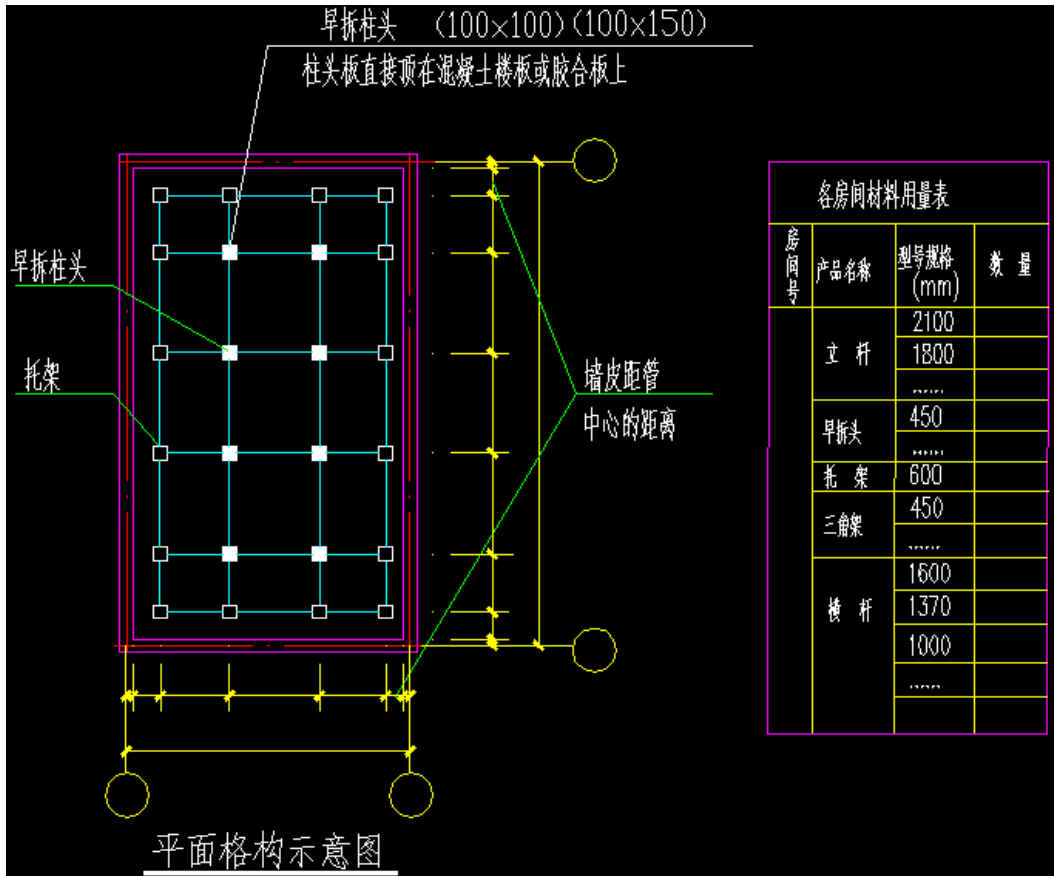 早拆柱头 (100x100)(100x150)
柱头板直接顶在混凝土楼板或胶合板上
早拆柱头
托架
墙皮距管
中心的距离
平面格构示意图
各房间材料用量表
房间号 产品名称 型号规格(mm) 数量
立杆 2100
1800
......
早拆头 450
......
托架 600
三角架 450
......
横杆 1600
1370
1000
......